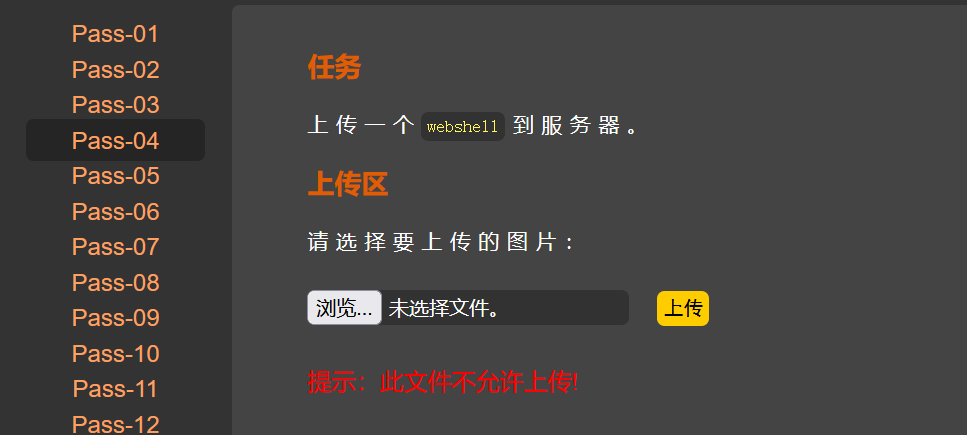 Pass-01
Pass-02
Pass-03
Pass-04
Pass-05
Pass-06
Pass-07
Pass-08
Pass-09
Pass-10
Pass-11
Pass-12
任务
上传一个 webshell 到服务器。
上传区
请选择要上传的图片：
浏览... 未选择文件。 上传
提示：此文件不允许上传!